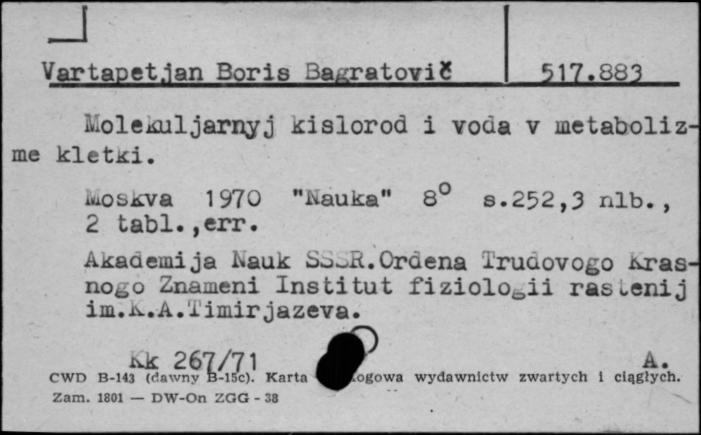 Vartapetjan Boris Bagratovič 517.883
Molekuljarnyj kislorod i voda v metaboliz-
me kletki.
Moskva 1970 "Nauka" 8° s.252,3 nlb.,
2 tabl.,err.
Akademija Nauk SSSR.Ordena Trudovogo Kras-
nogo Znameni Institut fiziologii rastenij
im.K.A.Timirjazeva.
Kk 267/71 A.
CWD B-143 (dawny B-15c). Karta wydawnictw zwartych i ciągłych.
Zam. 1801 — DW-On ZGG - 38